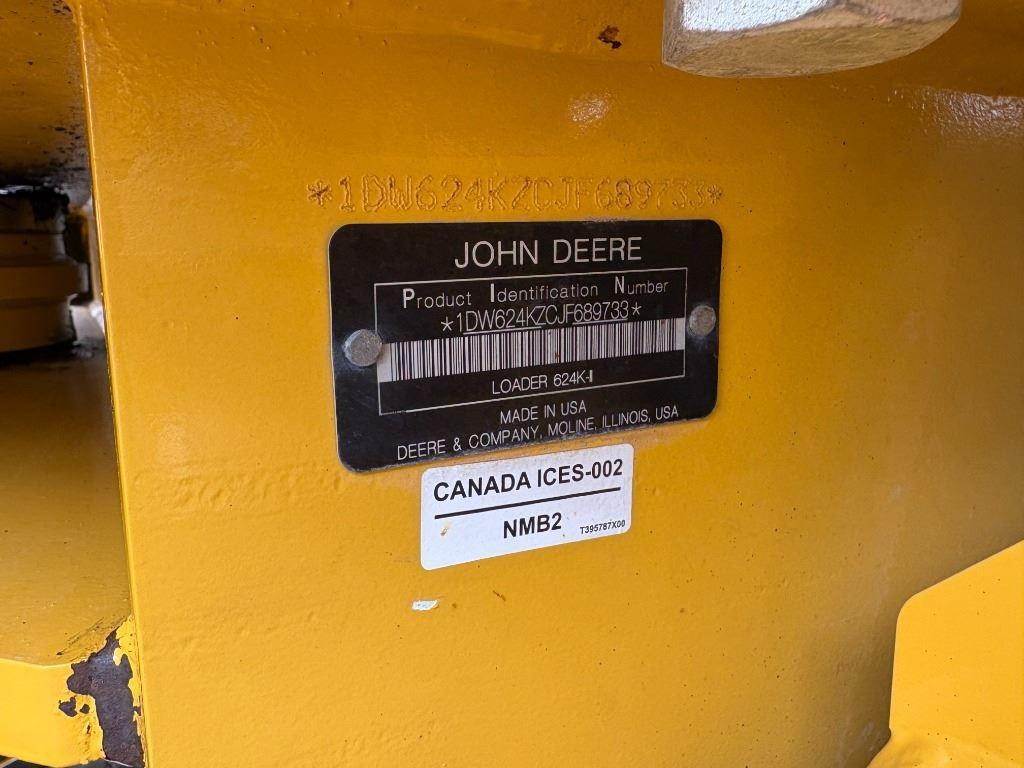 *1DW624KZCJF689733*
JOHN DEERE
Product Identification Number
*1DW624KZCJF689733*
LOADER 624K-II
MADE IN USA
DEERE & COMPANY, MOLINE, ILLINOIS, USA
CANADA ICES-002
NMB2
T395787X00